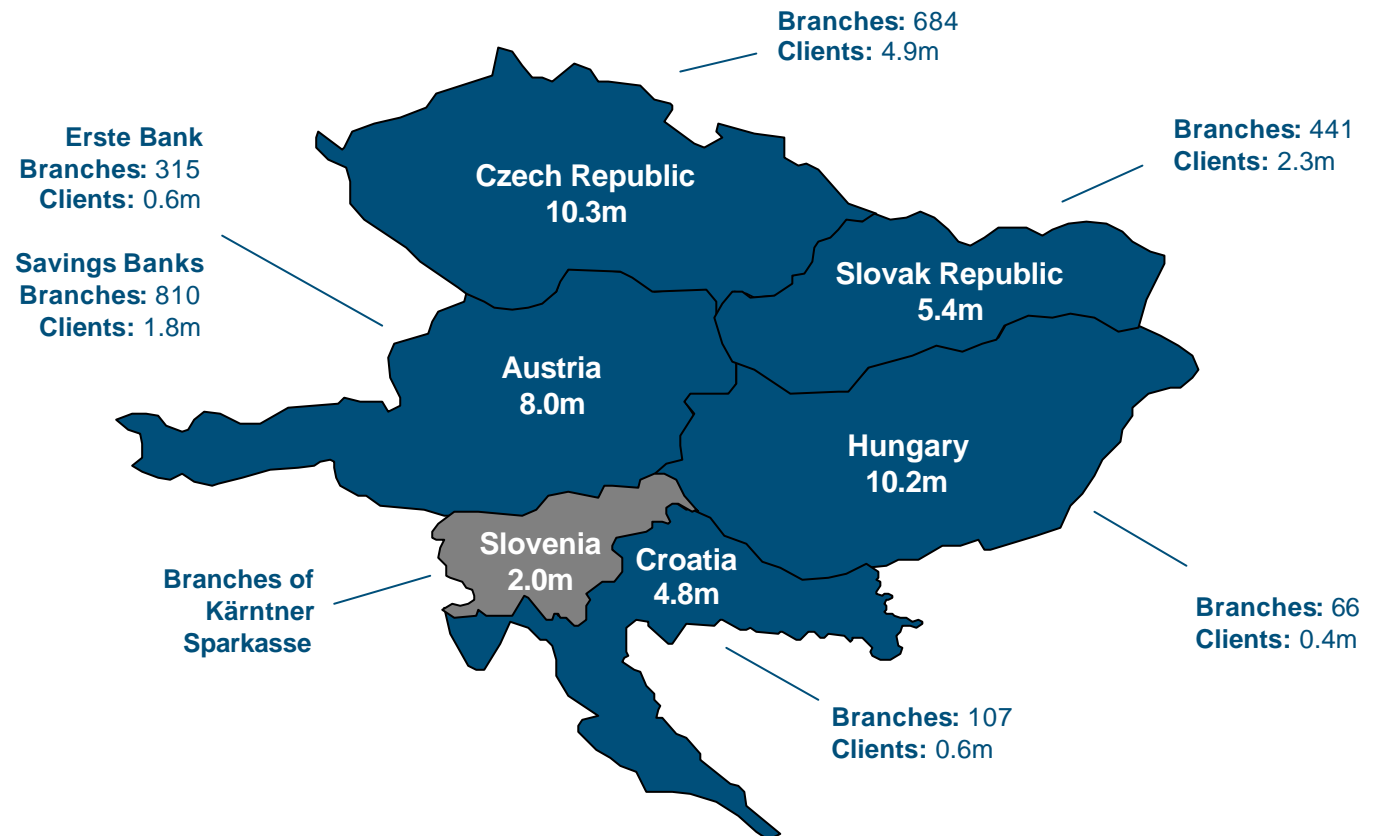 Branches: 684
Clients: 4.9m
Erste Bank
Branches: 315
Clients: 0.6m
Savings Banks
Branches: 810
Clients: 1.8m
Branches: 441
Clients: 2.3m
Czech Republic
10.3m
Slovak Republic
5.4m
Austria
8.0m
Hungary
10.2m
Slovenia
2.0m
Croatia
4.8m
Branches of
Kärntner
Sparkasse
Branches: 66
Clients: 0.4m
Branches: 107
Clients: 0.6m